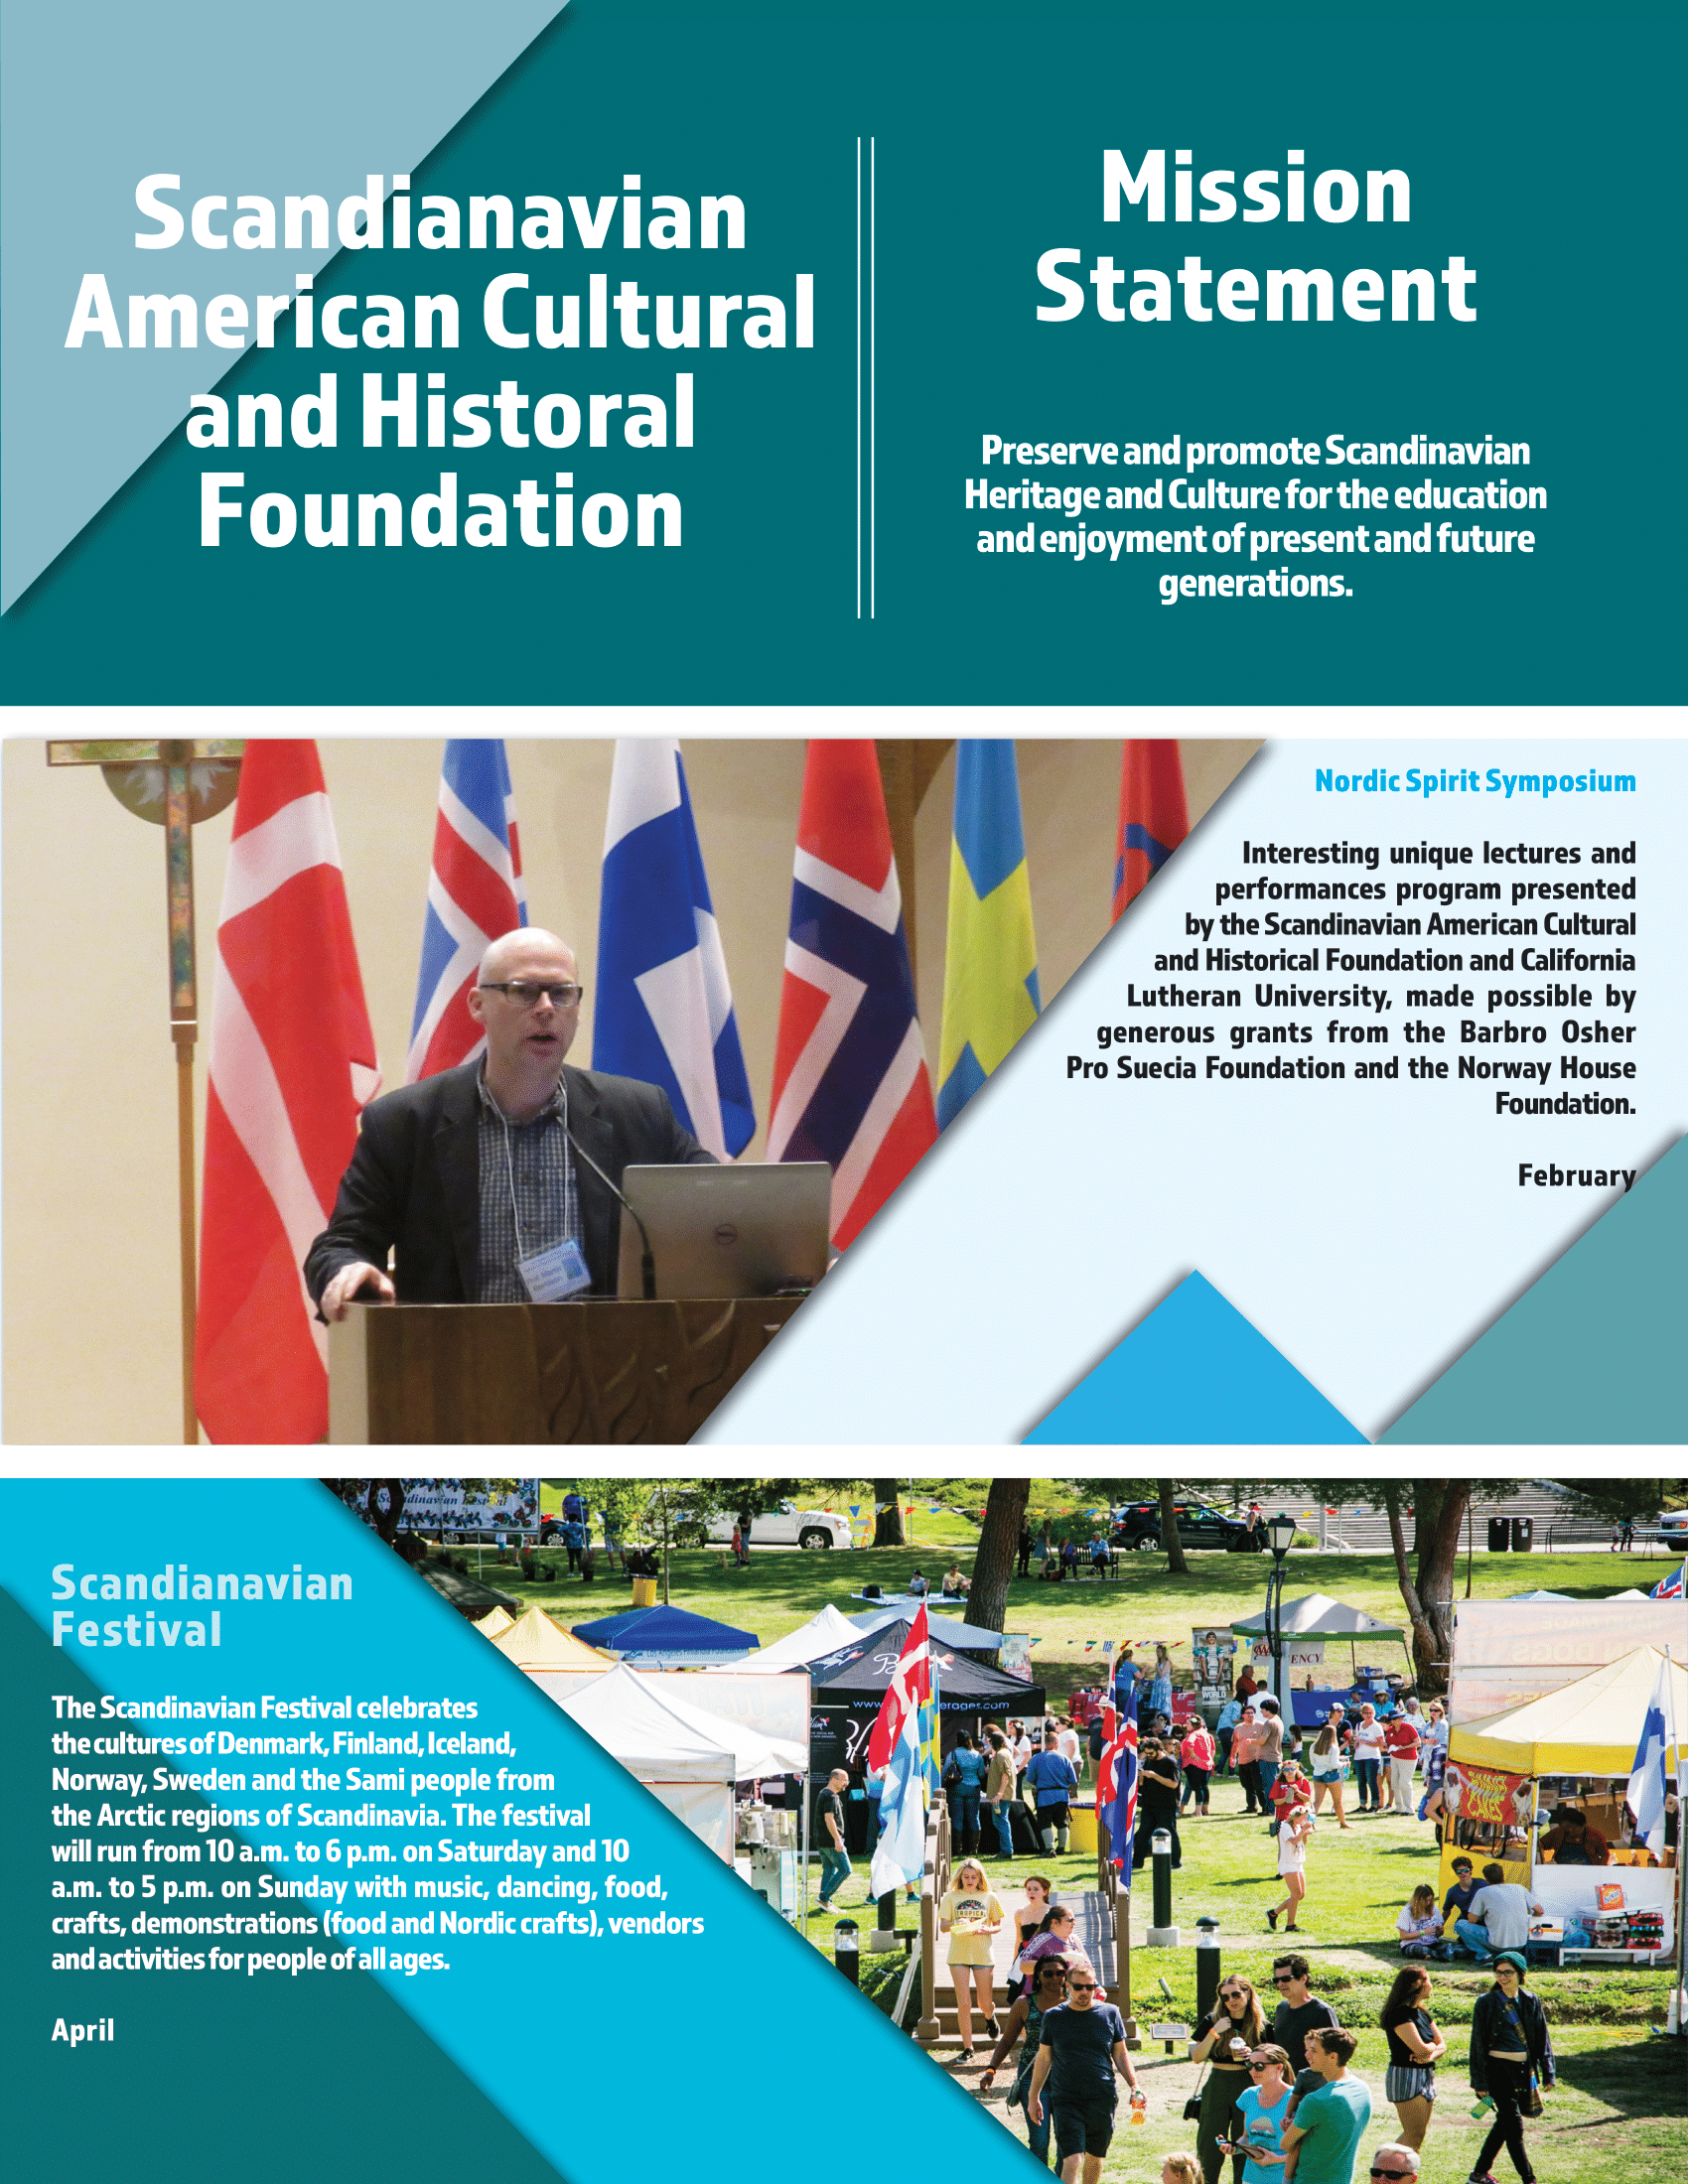 Scandianavian
American Cultural
and Historal
Foundation
Mission
Statement
Preserve and promote Scandinavian
Heritage and Culture for the education
and enjoyment of present and future
generations.
Nordic Spirit Symposium
Interesting unique lectures and
performances program presented
by the Scandinavian American Cultural
and Historical Foundation and California
Lutheran University, made possible by
generous grants from the Barbro Osher
Pro Suecia Foundation and the Norway House
Foundation.
February
Scandianavian
Festival
The Scandinavian Festival celebrates
the cultures of Denmark, Finland, Iceland,
Norway, Sweden and the Sami people from
the Arctic regions of Scandinavia. The festival
will run from 10 a.m. to 6 p.m. on Saturday and 10
a.m. to 5 p.m. on Sunday with music, dancing, food,
crafts, demonstrations (food and Nordic crafts), vendors
and activities for people of all ages.
April
Scandinavian Festival
ENCY
WORLD
CAKES
TROPICA